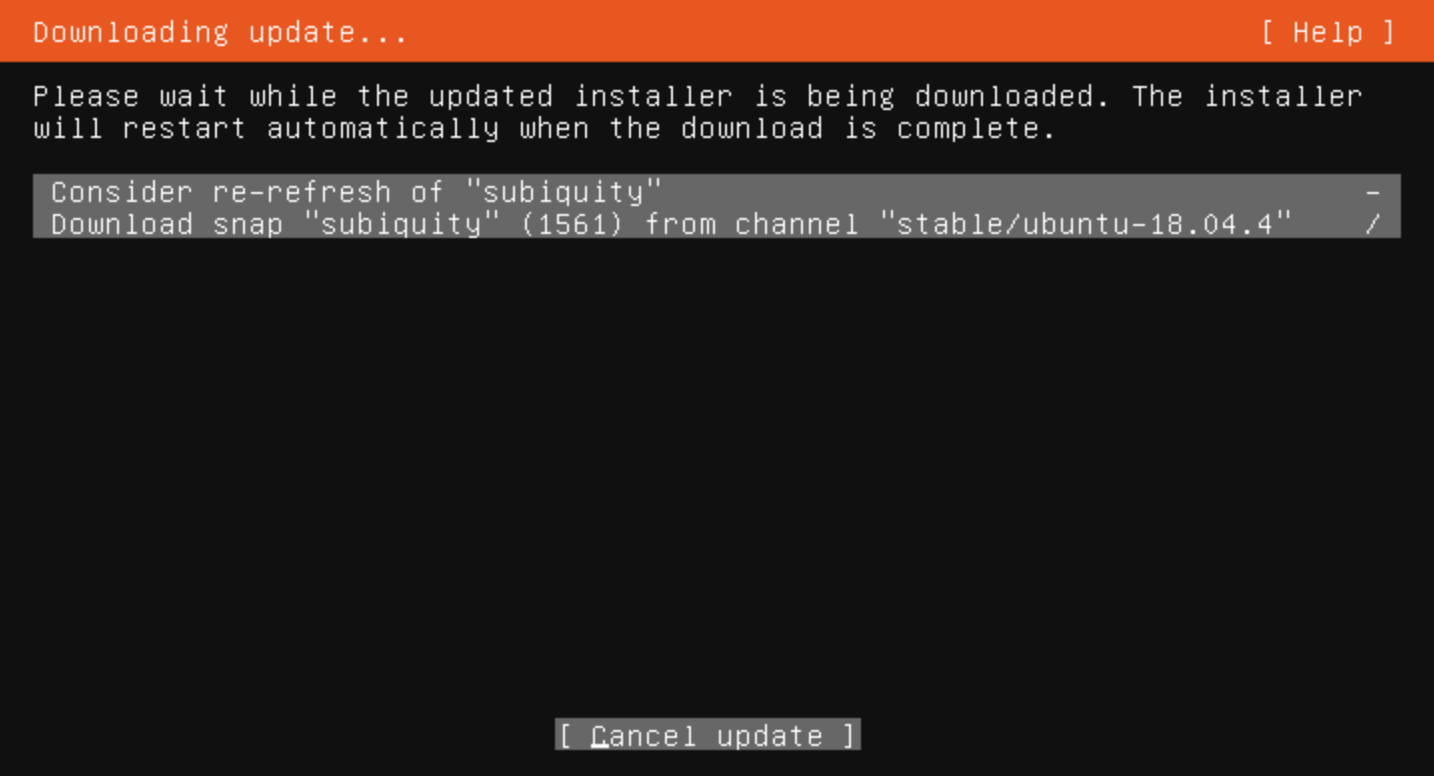 Downloading update... [ Help ]
Please wait while the updated installer is being downloaded. The installer
will restart automatically when the download is complete.
Consider re-refresh of "subiquity" -
Download snap "subiquity" (1561) from channel "stable/ubuntu-18.04.4" /
[ Cancel update ]